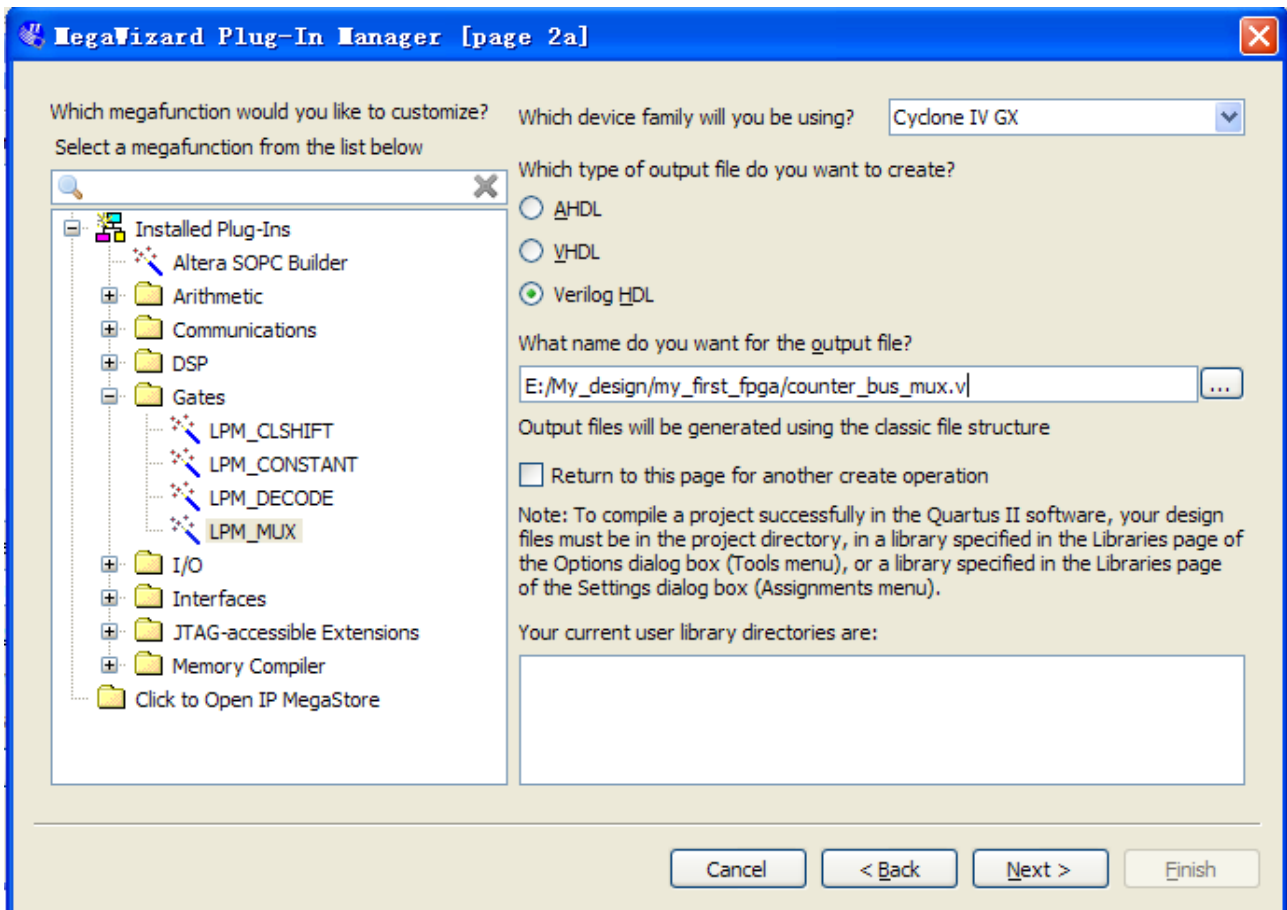 MegaWizard Plug-In Manager [page 2a]
Which megafunction would you like to customize?
Select a megafunction from the list below
Installed Plug-Ins
Altera SOPC Builder
Arithmetic
Communications
DSP
Gates
LPM_CLSHIFT
LPM_CONSTANT
LPM_DECODE
LPM_MUX
I/O
Interfaces
JTAG-accessible Extensions
Memory Compiler
Click to Open IP MegaStore
Which device family will you be using?
Cyclone IV GX
Which type of output file do you want to create?
AHDL
VHDL
Verilog HDL
What name do you want for the output file?
E:/My_design/my_first_fpga/counter_bus_mux.v
...
Output files will be generated using the classic file structure
Return to this page for another create operation
Note: To compile a project successfully in the Quartus II software, your design
files must be in the project directory, in a library specified in the Libraries page of
the Options dialog box (Tools menu), or a library specified in the Libraries page
of the Settings dialog box (Assignments menu).
Your current user library directories are:
Cancel
< Back
Next >
Finish